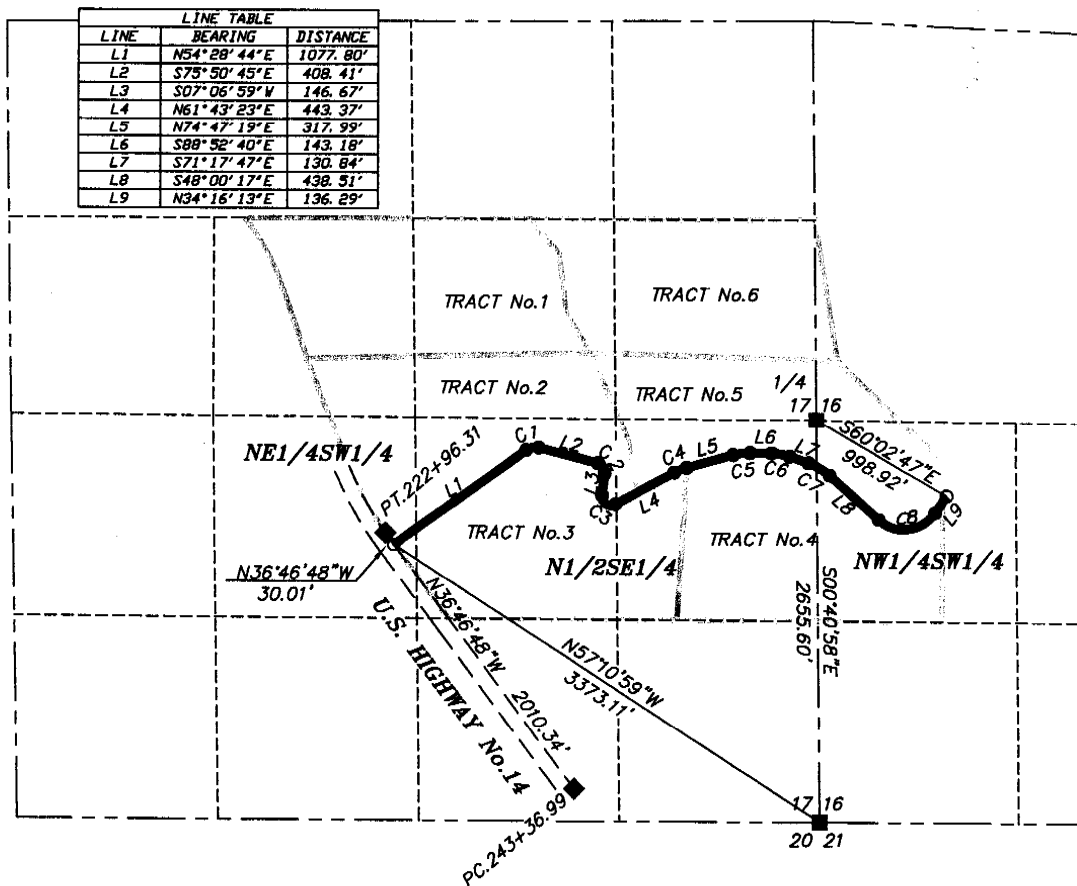 LINE TABLE
LINE BEARING DISTANCE
L1 N54°28'44"E 1077.80'
L2 S75°50'45"E 408.41'
L3 S07°06'59"W 146.67'
L4 N61°43'23"E 443.37'
L5 N74°47'19"E 317.99'
L6 S88°52'40"E 143.18'
L7 S71°17'47"E 130.84'
L8 S48°00'17"E 438.51'
L9 N34°16'13"E 136.29'
TRACT No.1
TRACT No.6
TRACT No.2
TRACT No.5
1/4
17 16
S60°02'47"E
998.92'
NE1/4SW1/4
PT.222+96.31
L1
C1
L2
C2
L3
C3
L4
C4
L5
C5
L6
C6
L7
C7
L8
C8
L9
TRACT No.3
TRACT No.4
N1/2SE1/4
NW1/4SW1/4
N36°46'48"W
30.01'
N36°46'48"W 2010.34'
U.S. HIGHWAY No.14
N57°10'59"W
3373.11'
S00°40'58"E
2655.60'
PC.243+36.99
17 16
20 21